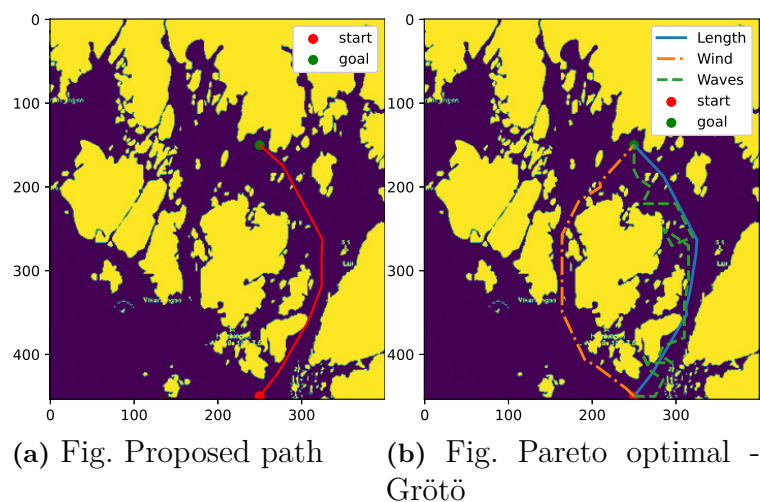 0
100
200
300
400
0
100
200
300
start
goal
(a) Fig. Proposed path
0
100
200
300
400
0
100
200
300
Length
Wind
Waves
start
goal
(b) Fig. Pareto optimal -
Grötö